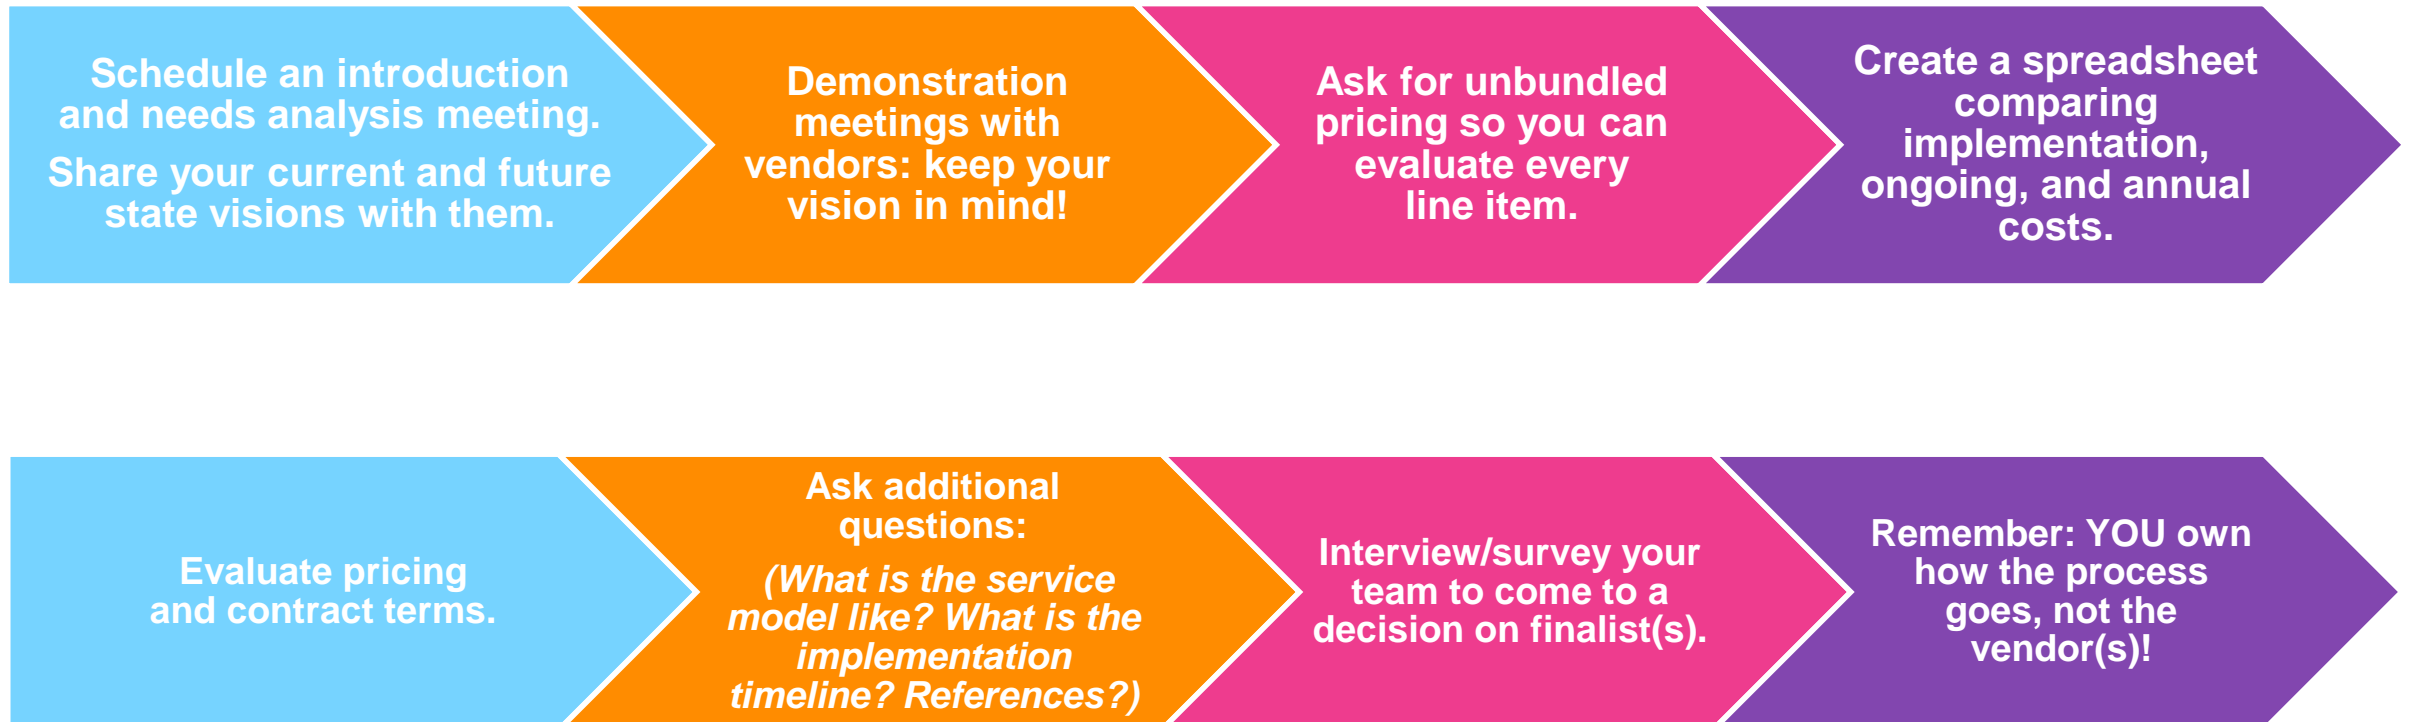 Schedule an introduction
and needs analysis meeting.
Share your current and future
state visions with them.
Demonstration
meetings with
vendors: keep your
vision in mind!
Ask for unbundled
pricing so you can
evaluate every
line item.
Create a spreadsheet
comparing
implementation,
ongoing, and annual
costs.
Evaluate pricing
and contract terms.
Ask additional
questions:
(What is the service
model like? What is the
implementation
timeline? References?)
Interview/survey your
team to come to a
decision on finalist(s).
Remember: YOU own
how the process
goes, not the
vendor(s)!